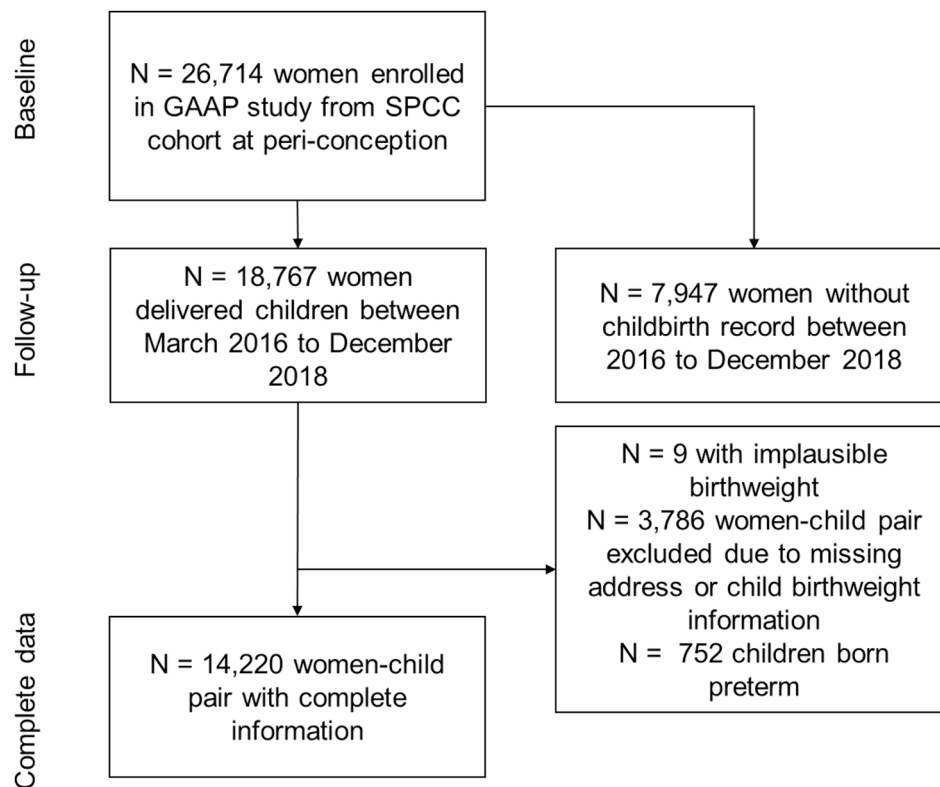 Baseline
N = 26,714 women enrolled
in GAAP study from SPCC
cohort at peri-conception
Follow-up
N = 18,767 women
delivered children between
March 2016 to December
2018
N = 7,947 women without
childbirth record between
2016 to December 2018
N = 9 with implausible
birthweight
N = 3,786 women-child pair
excluded due to missing
address or child birthweight
information
N = 752 children born
preterm
Complete data
N = 14,220 women-child
pair with complete
information